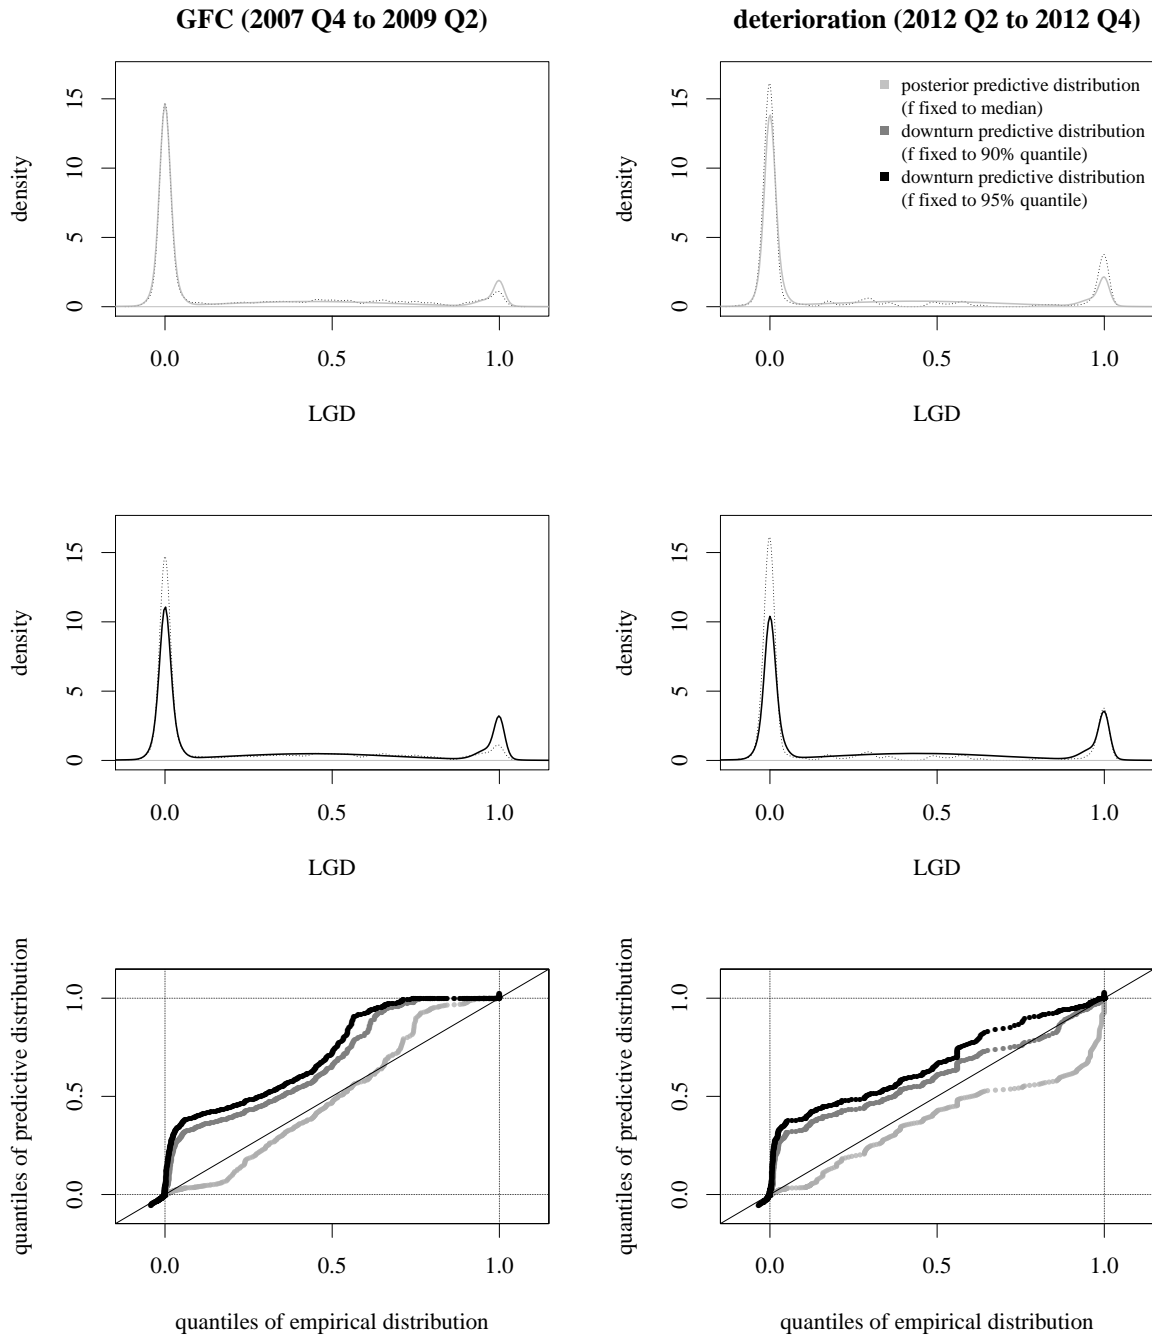 GFC (2007 Q4 to 2009 Q2)
deterioration (2012 Q2 to 2012 Q4)
density
15
10
5
0
0.0 0.5 1.0
LGD
density
15
10
5
0
posterior predictive distribution
(f fixed to median)
downturn predictive distribution
(f fixed to 90% quantile)
downturn predictive distribution
(f fixed to 95% quantile)
0.0 0.5 1.0
LGD
density
15
10
5
0
0.0 0.5 1.0
LGD
density
15
10
5
0
0.0 0.5 1.0
LGD
quantiles of predictive distribution
1.0
0.5
0.0
0.0 0.5 1.0
quantiles of empirical distribution
quantiles of predictive distribution
1.0
0.5
0.0
0.0 0.5 1.0
quantiles of empirical distribution